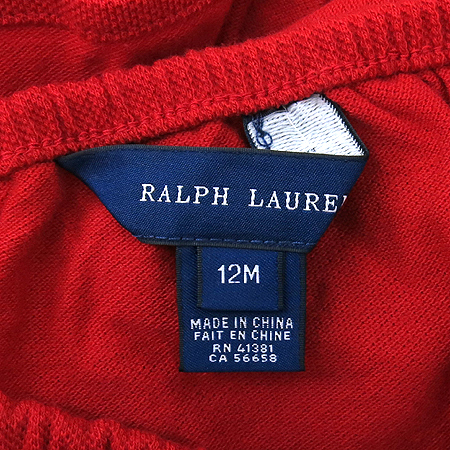 RALPH LAUREN
12M
MADE IN CHINA
FAIT EN CHINE
RN 41381
CA 56658